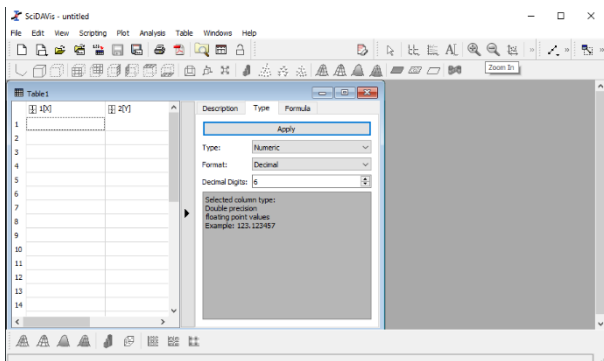 SciDAVis - untitled
File Edit View Scripting Plot Analysis Table Windows Help
AI
Zoom In
Table1
1[X] 2[Y]
Description Type Formula
Apply
Type: Numeric
Format: Decimal
Decimal Digits: 6
Selected column type:
Double precision
floating point values
Example: 123.123457
1
2
3
4
5
6
7
8
9
10
11
12
13
14